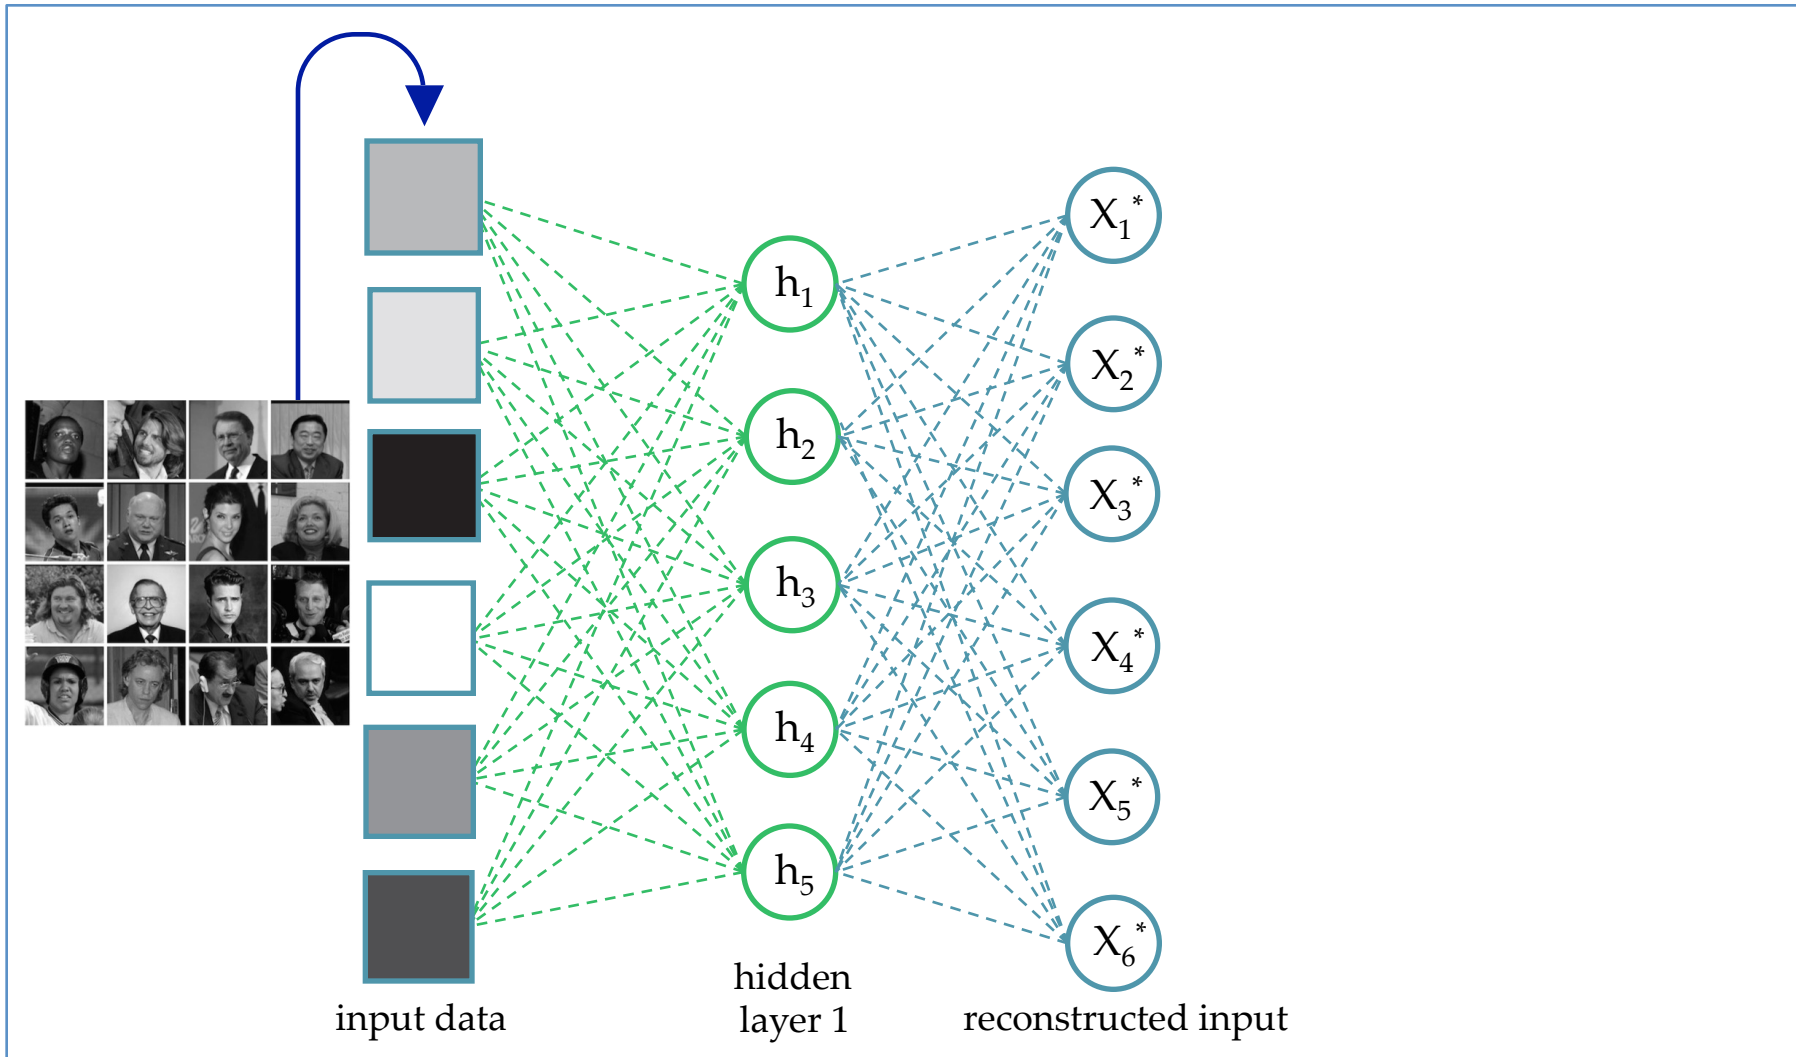 h₁
h₂
h₃
h₄
h₅
X₁*
X₂*
X₃*
X₄*
X₅*
X₆*
input data
hidden
layer 1
reconstructed input